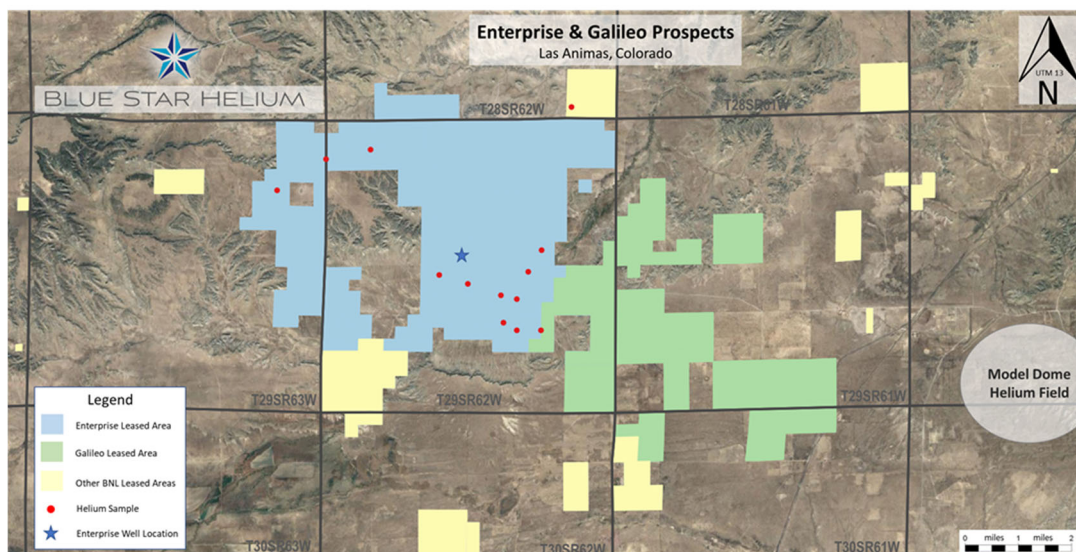 Enterprise & Galileo Prospects
Las Animas, Colorado
BLUE STAR HELIUM
UTM 13
N
T28SR62W
T28SR61W
Model Dome
Helium Field
T29SR63W
T29SR62W
T29SR61W
Legend
Enterprise Leased Area
Galileo Leased Area
Other BNL Leased Areas
Helium Sample
Enterprise Well Location
T30SR63W
T30SR62W
T30SR61W
0 miles 1 miles 2